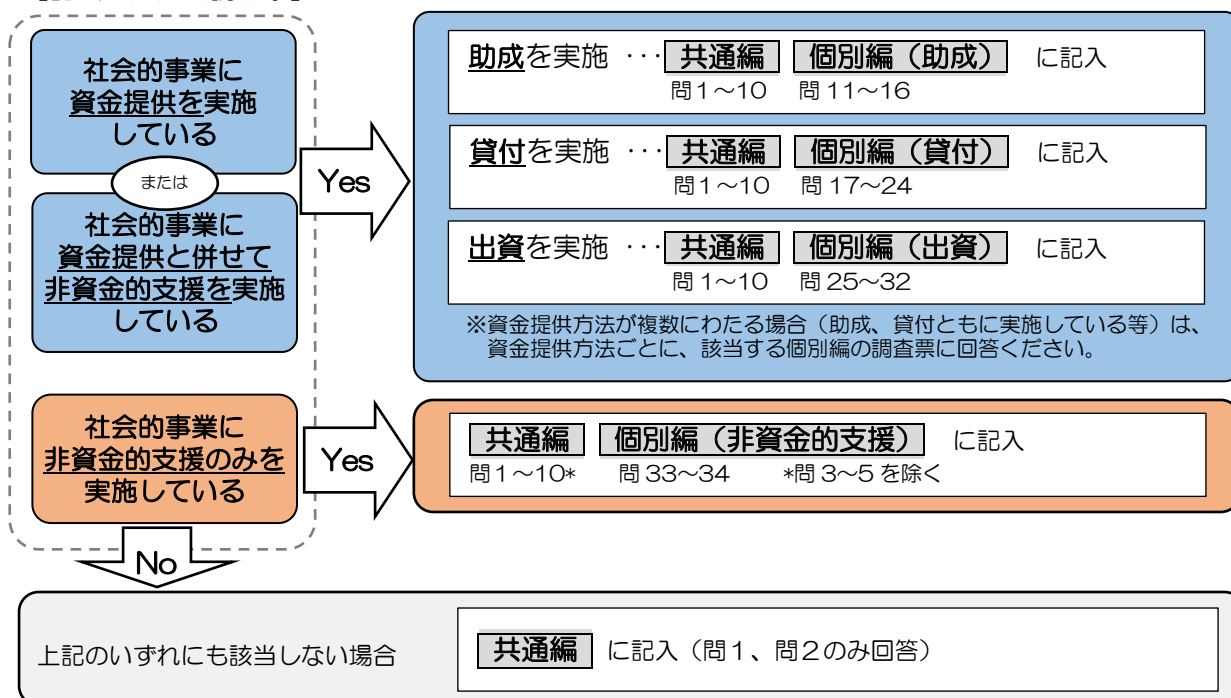 社会的事業に
資金提供を実施
している
または
社会的事業に
資金提供と併せて
非資金的支援を実施
している
Yes
助成を実施 ･･･ 共通編 個別編（助成） に記入
問1～10 問11～16
貸付を実施 ･･･ 共通編 個別編（貸付） に記入
問1～10 問17～24
出資を実施 ･･･ 共通編 個別編（出資） に記入
問1～10 問25～32
※資金提供方法が複数にわたる場合（助成、貸付ともに実施している等）は、
資金提供方法ごとに、該当する個別編の調査票に回答ください。
社会的事業に
非資金的支援のみを
実施している
Yes
共通編 個別編（非資金的支援） に記入
問1～10* 問33～34 *問3～5を除く
No
上記のいずれにも該当しない場合
共通編 に記入（問1、問2のみ回答）